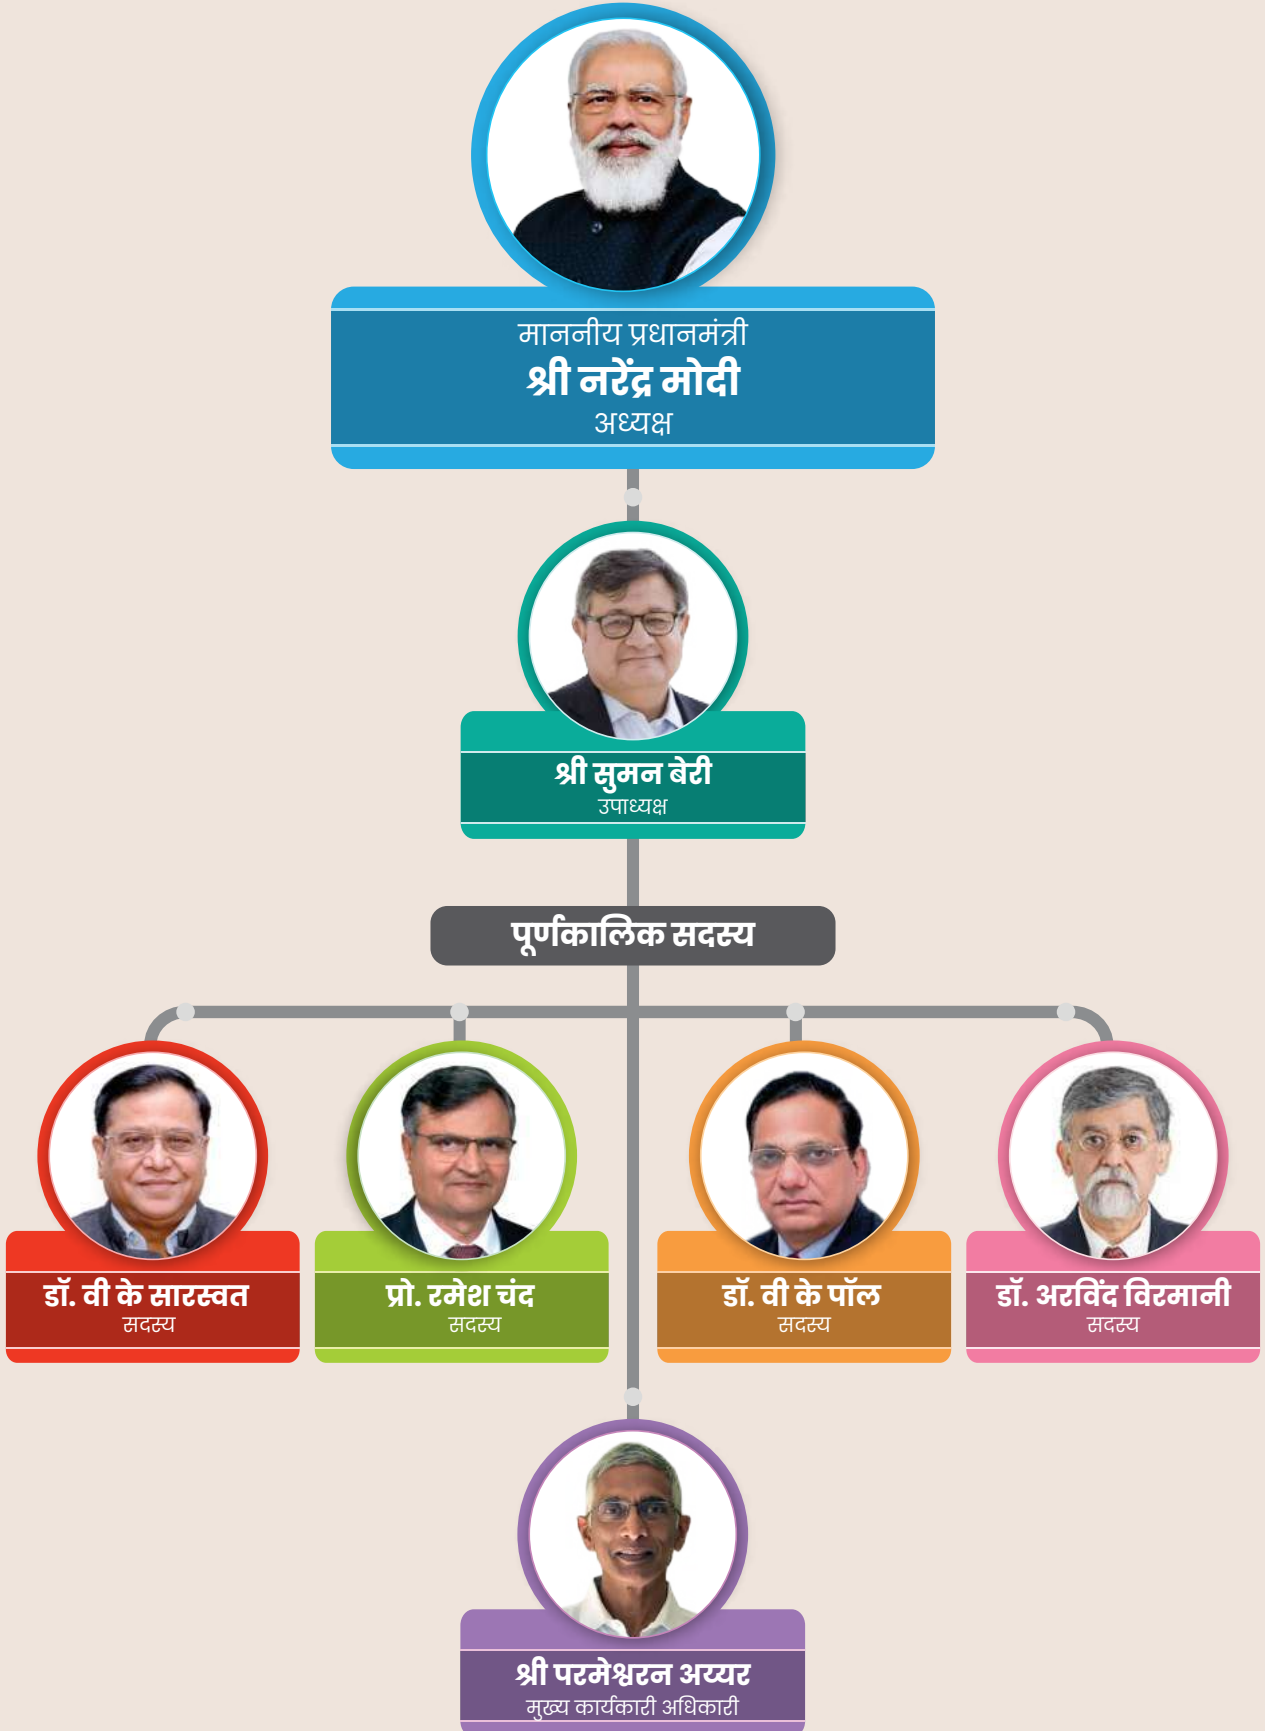 माननीय प्रधानमंत्री
श्री नरेंद्र मोदी
अध्यक्ष
श्री सुमन बेरी
उपाध्यक्ष
पूर्णकालिक सदस्य
डॉ. वी के सारस्वत
सदस्य
प्रो. रमेश चंद
सदस्य
डॉ. वी के पॉल
सदस्य
डॉ. अरविंद विरमानी
सदस्य
श्री परमेश्वरन अय्यर
मुख्य कार्यकारी अधिकारी